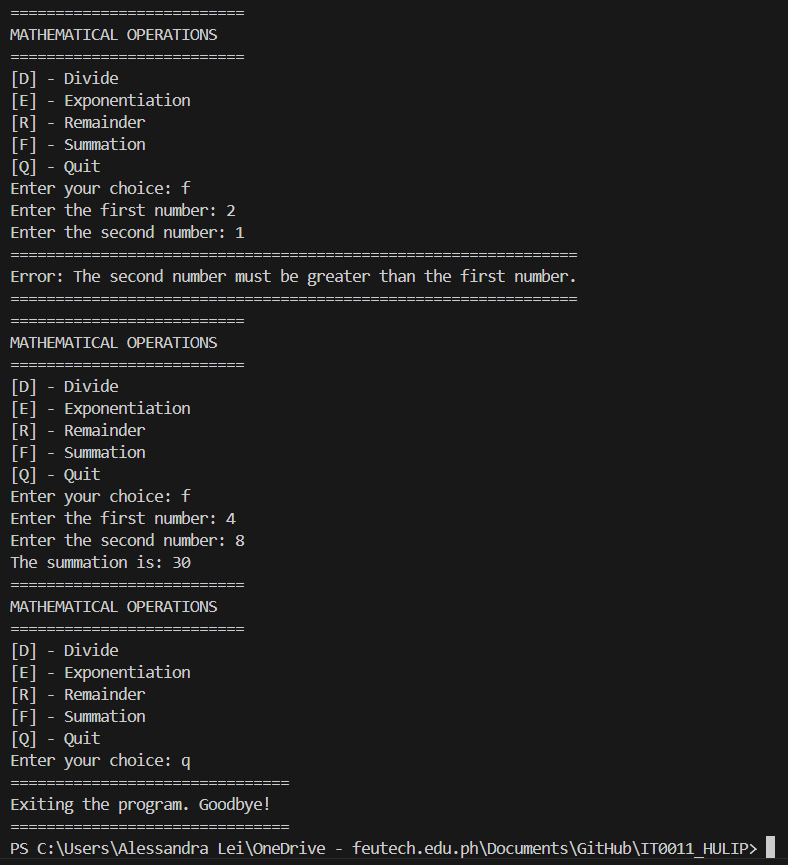 ==========================
MATHEMATICAL OPERATIONS
==========================
[D] - Divide
[E] - Exponentiation
[R] - Remainder
[F] - Summation
[Q] - Quit
Enter your choice: f
Enter the first number: 2
Enter the second number: 1
===============================================================
Error: The second number must be greater than the first number.
===============================================================
==========================
MATHEMATICAL OPERATIONS
==========================
[D] - Divide
[E] - Exponentiation
[R] - Remainder
[F] - Summation
[Q] - Quit
Enter your choice: f
Enter the first number: 4
Enter the second number: 8
The summation is: 30
==========================
MATHEMATICAL OPERATIONS
==========================
[D] - Divide
[E] - Exponentiation
[R] - Remainder
[F] - Summation
[Q] - Quit
Enter your choice: q
===============================
Exiting the program. Goodbye!
===============================
PS C:\Users\Alessandra Lei\OneDrive - feutech.edu.ph\Documents\GitHub\IT0011_HULIP>